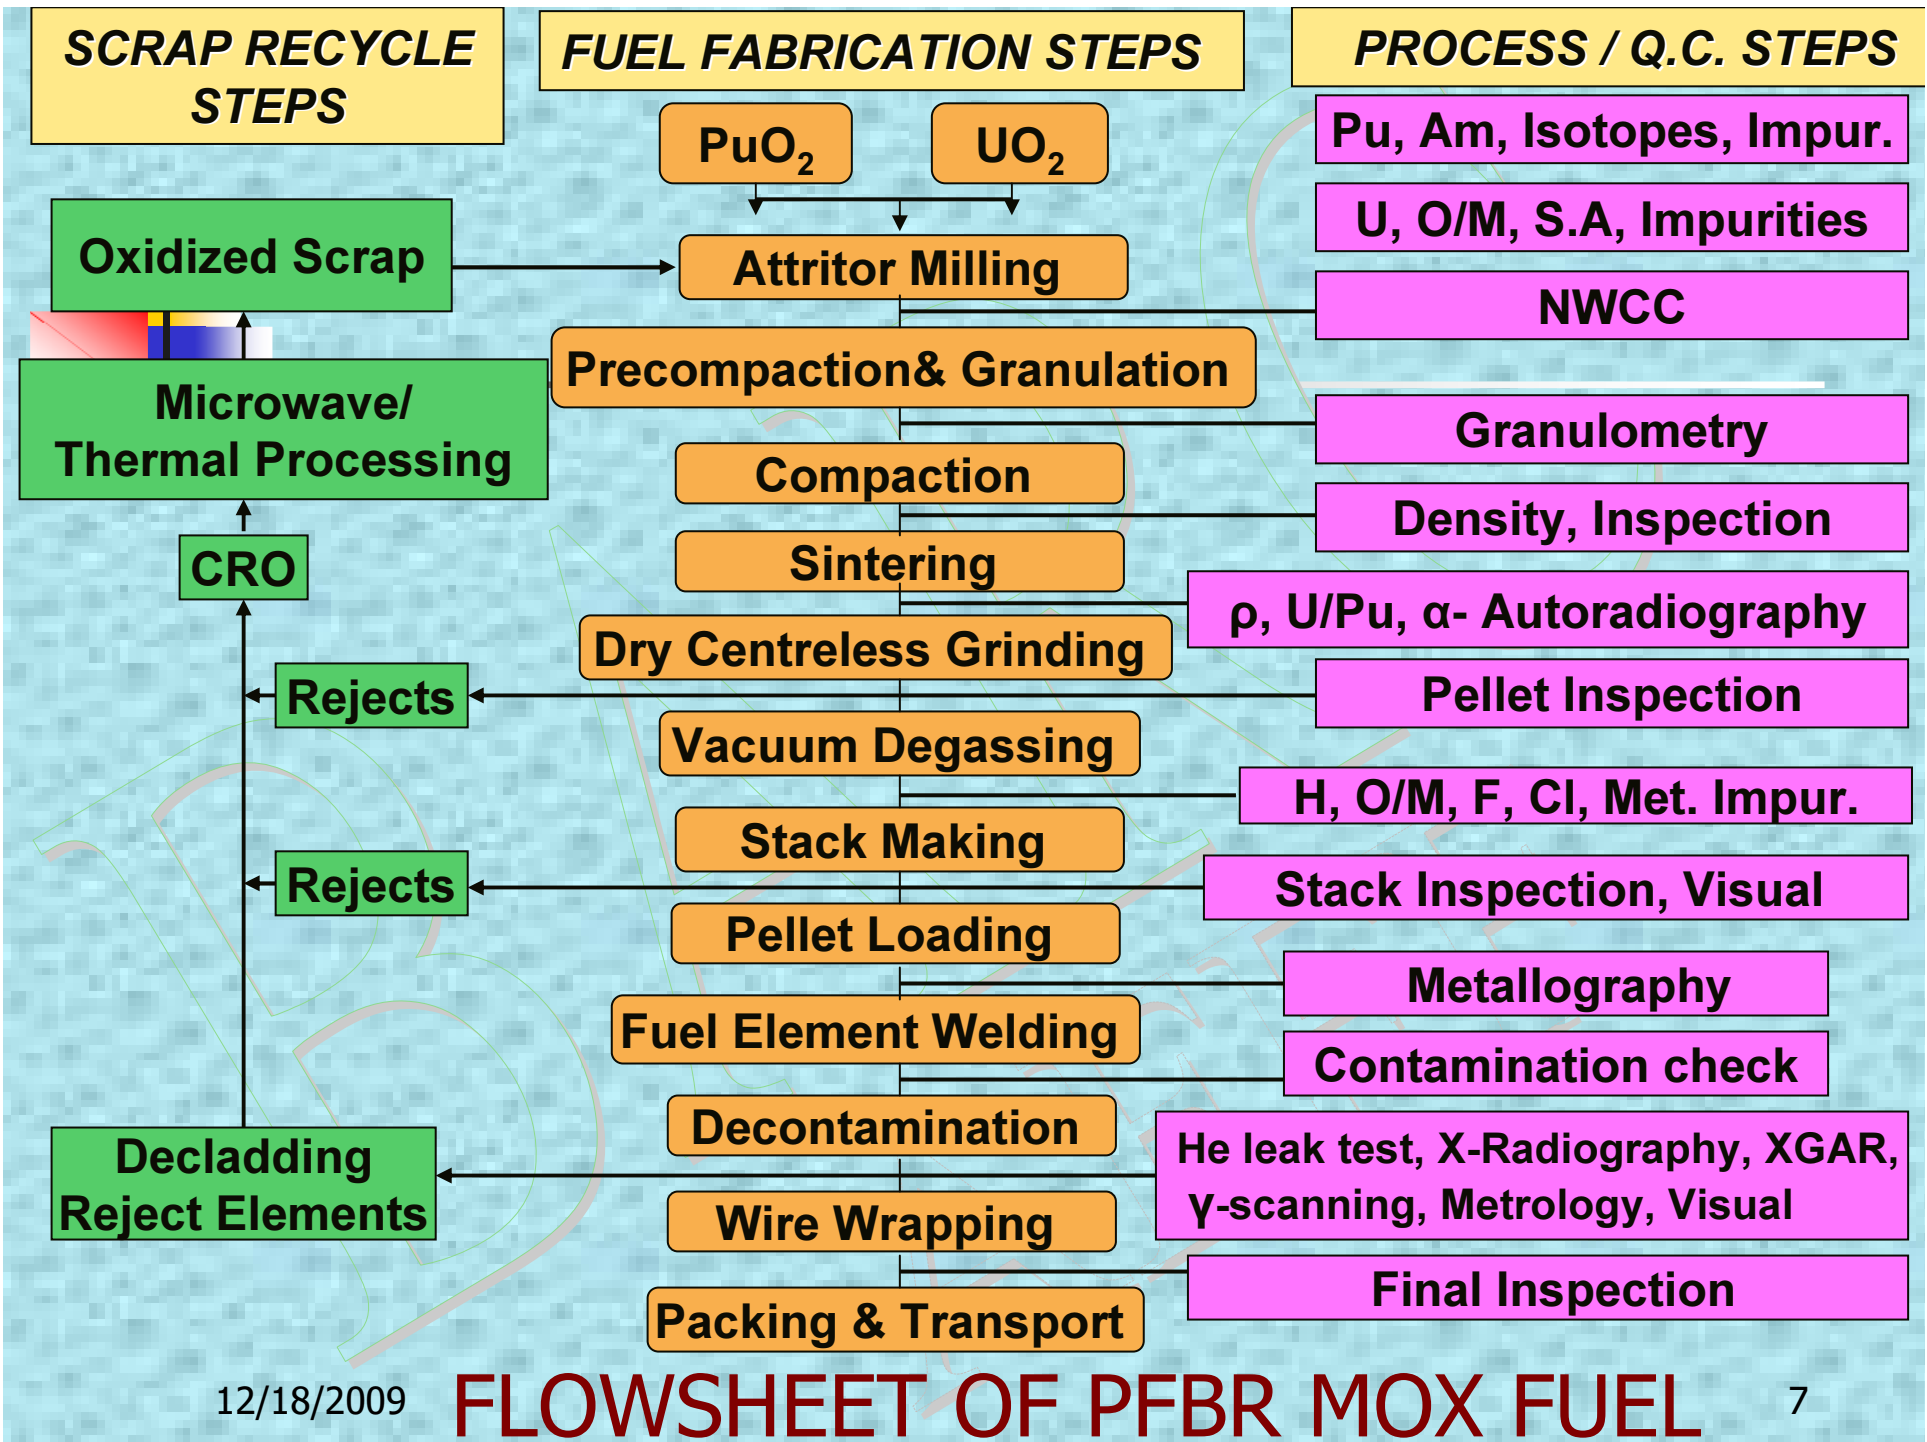 SCRAP RECYCLE
STEPS
Oxidized Scrap
Microwave/
Thermal Processing
CRO
Rejects
Rejects
Decladding
Reject Elements
FUEL FABRICATION STEPS
PuO₂
UO₂
Attritor Milling
Precompaction& Granulation
Compaction
Sintering
Dry Centreless Grinding
Vacuum Degassing
Stack Making
Pellet Loading
Fuel Element Welding
Decontamination
Wire Wrapping
Packing & Transport
PROCESS / Q.C. STEPS
Pu, Am, Isotopes, Impur.
U, O/M, S.A, Impurities
NWCC
Granulometry
Density, Inspection
ρ, U/Pu, α- Autoradiography
Pellet Inspection
H, O/M, F, Cl, Met. Impur.
Stack Inspection, Visual
Metallography
Contamination check
He leak test, X-Radiography, XGAR,
γ-scanning, Metrology, Visual
Final Inspection
12/18/2009
FLOWSHEET OF PFBR MOX FUEL
7